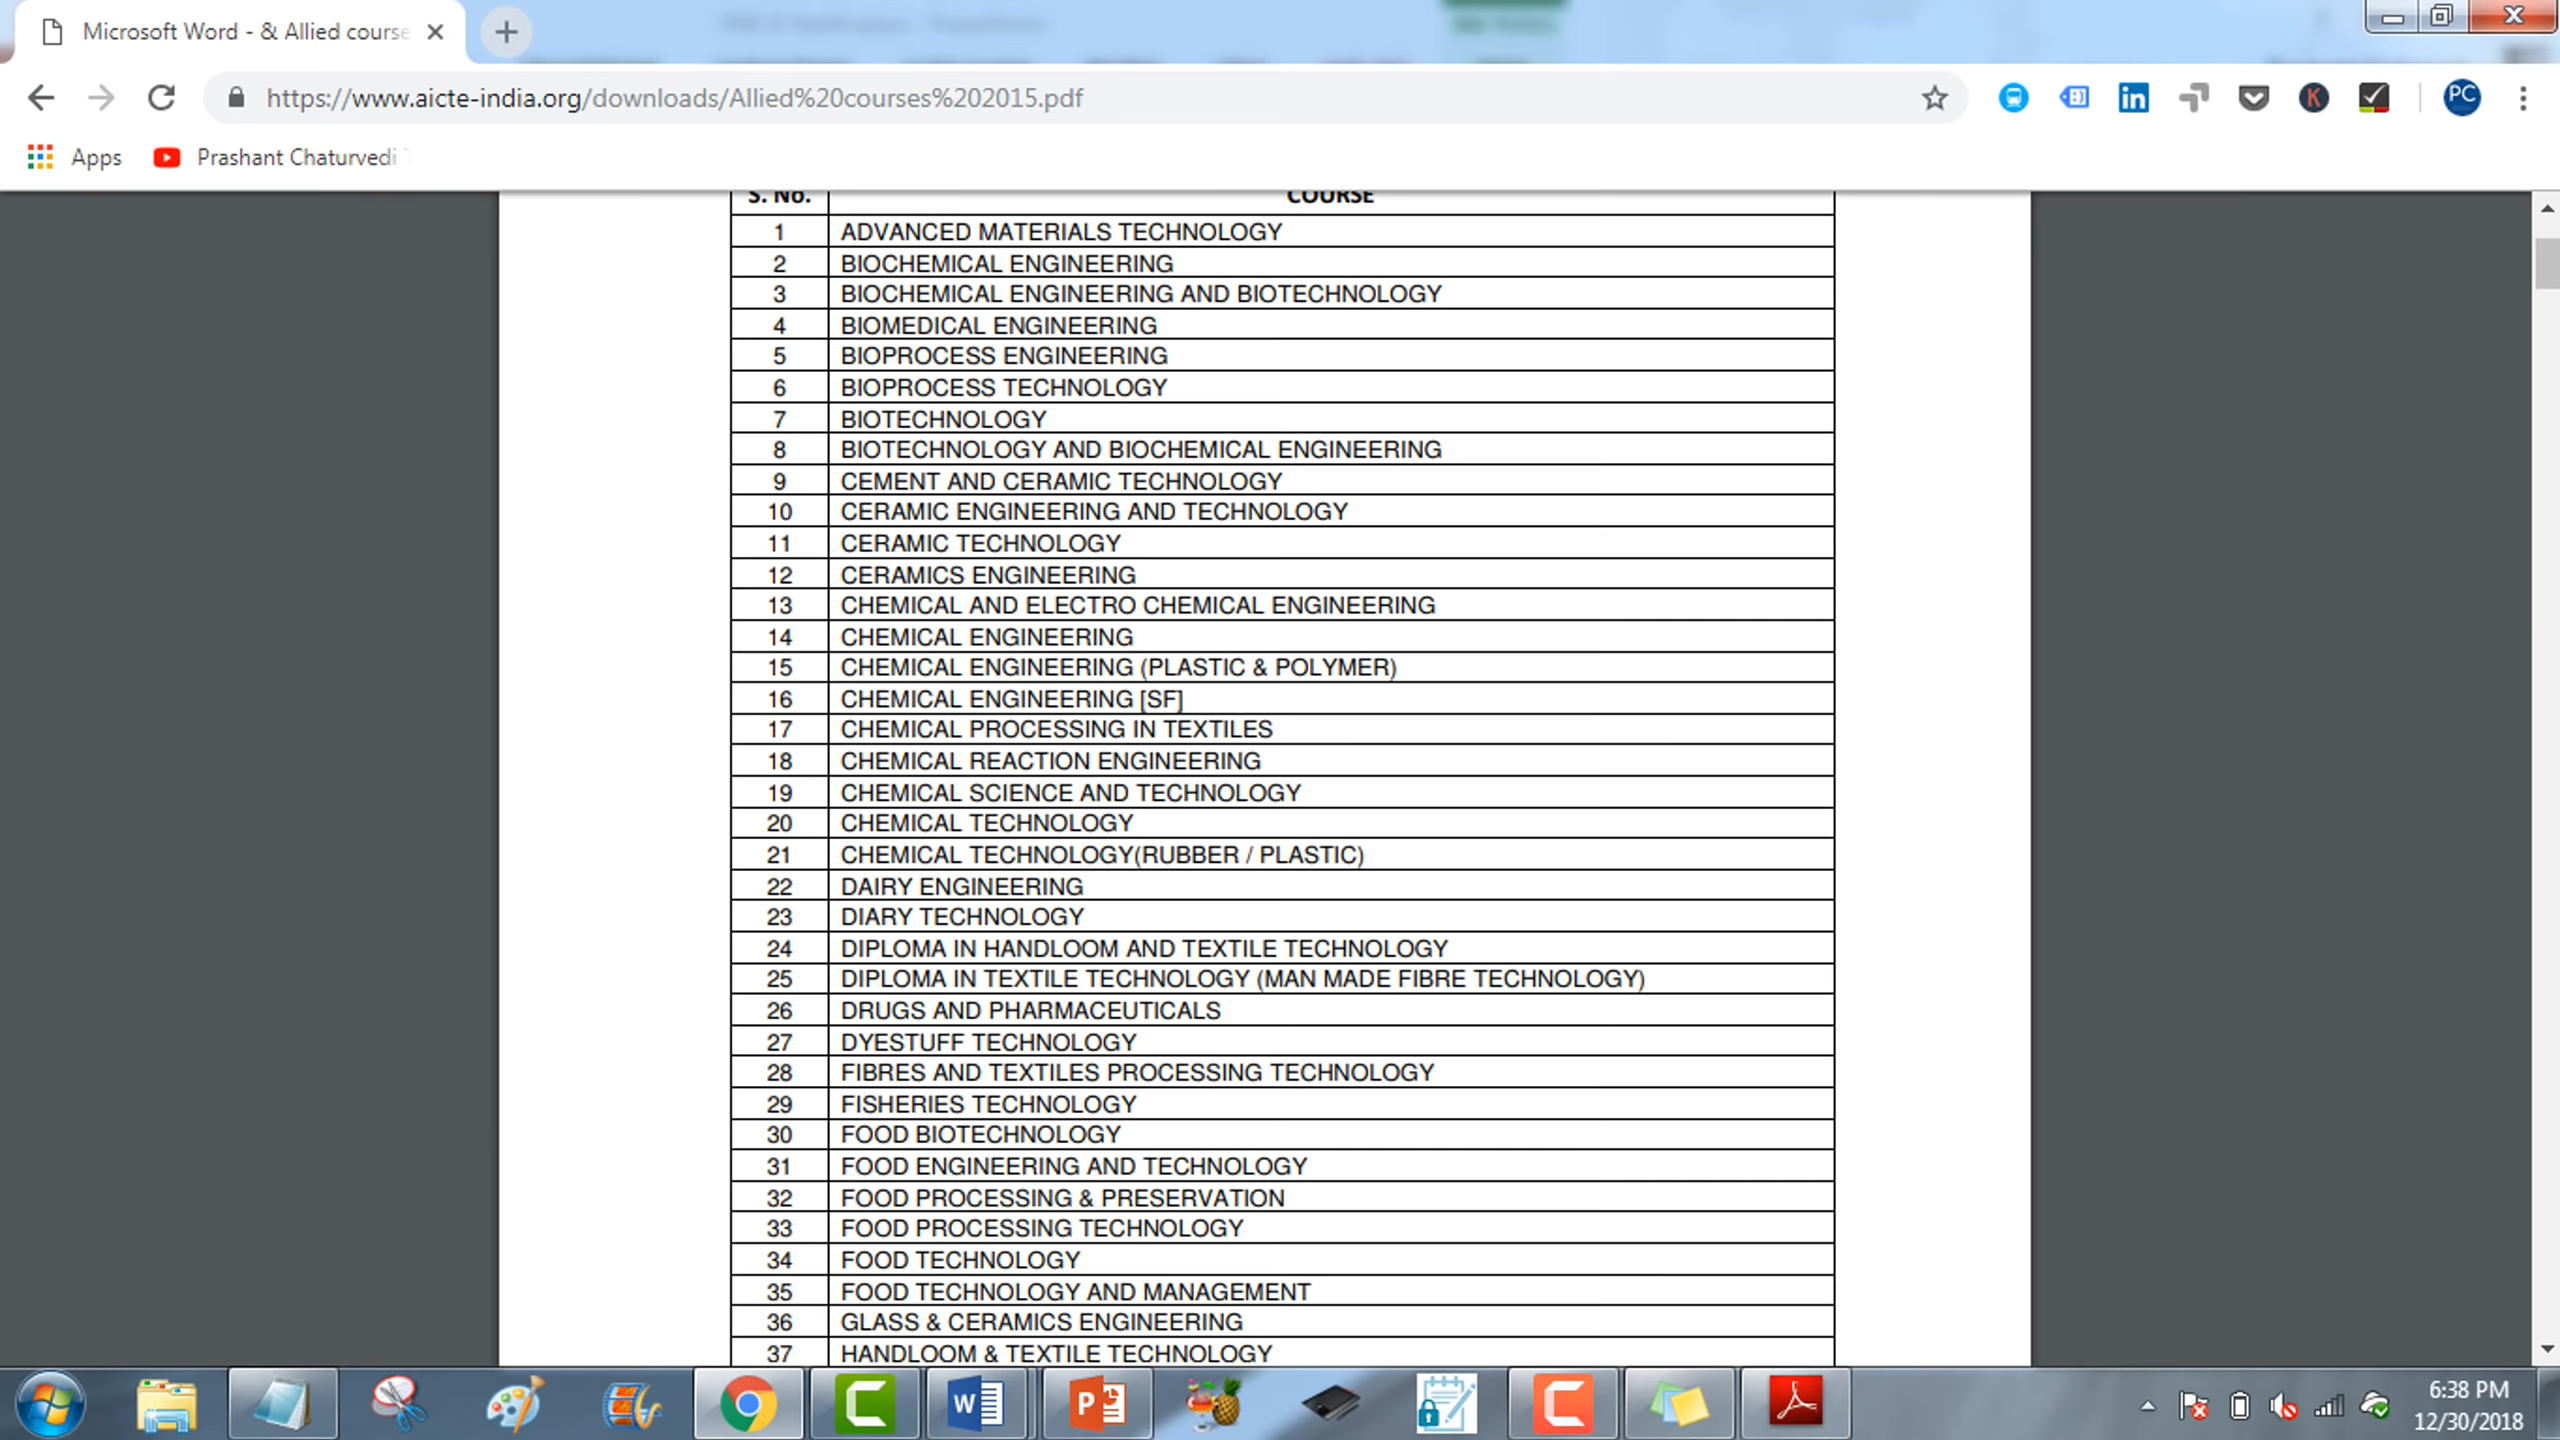 Microsoft Word - & Allied course
https://www.aicte-india.org/downloads/Allied%20courses%202015.pdf
PC
Apps Prashant Chaturvedi
S. No. COURSE
1 ADVANCED MATERIALS TECHNOLOGY
2 BIOCHEMICAL ENGINEERING
3 BIOCHEMICAL ENGINEERING AND BIOTECHNOLOGY
4 BIOMEDICAL ENGINEERING
5 BIOPROCESS ENGINEERING
6 BIOPROCESS TECHNOLOGY
7 BIOTECHNOLOGY
8 BIOTECHNOLOGY AND BIOCHEMICAL ENGINEERING
9 CEMENT AND CERAMIC TECHNOLOGY
10 CERAMIC ENGINEERING AND TECHNOLOGY
11 CERAMIC TECHNOLOGY
12 CERAMICS ENGINEERING
13 CHEMICAL AND ELECTRO CHEMICAL ENGINEERING
14 CHEMICAL ENGINEERING
15 CHEMICAL ENGINEERING (PLASTIC & POLYMER)
16 CHEMICAL ENGINEERING [SF]
17 CHEMICAL PROCESSING IN TEXTILES
18 CHEMICAL REACTION ENGINEERING
19 CHEMICAL SCIENCE AND TECHNOLOGY
20 CHEMICAL TECHNOLOGY
21 CHEMICAL TECHNOLOGY(RUBBER / PLASTIC)
22 DAIRY ENGINEERING
23 DIARY TECHNOLOGY
24 DIPLOMA IN HANDLOOM AND TEXTILE TECHNOLOGY
25 DIPLOMA IN TEXTILE TECHNOLOGY (MAN MADE FIBRE TECHNOLOGY)
26 DRUGS AND PHARMACEUTICALS
27 DYESTUFF TECHNOLOGY
28 FIBRES AND TEXTILES PROCESSING TECHNOLOGY
29 FISHERIES TECHNOLOGY
30 FOOD BIOTECHNOLOGY
31 FOOD ENGINEERING AND TECHNOLOGY
32 FOOD PROCESSING & PRESERVATION
33 FOOD PROCESSING TECHNOLOGY
34 FOOD TECHNOLOGY
35 FOOD TECHNOLOGY AND MANAGEMENT
36 GLASS & CERAMICS ENGINEERING
37 HANDLOOM & TEXTILE TECHNOLOGY
6:38 PM
12/30/2018